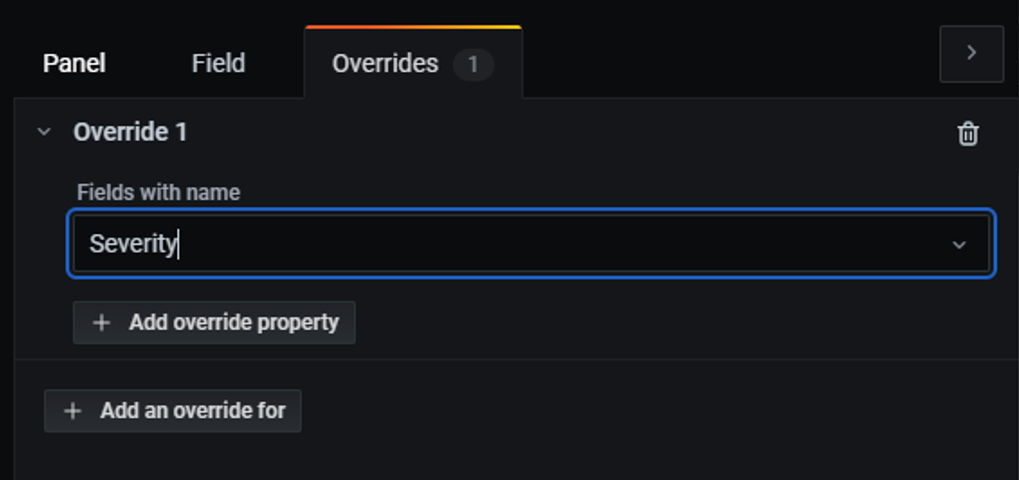 Panel Field Overrides 1
Override 1
Fields with name
Severity
+ Add override property
+ Add an override for